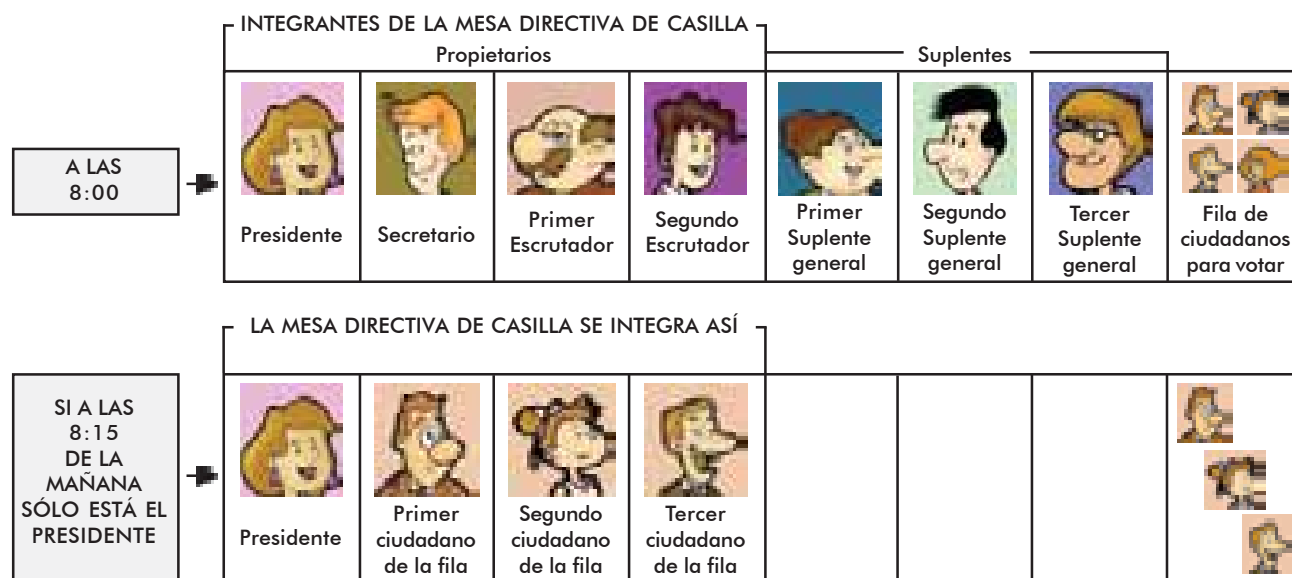 INTEGRANTES DE LA MESA DIRECTIVA DE CASILLA
Propietarios
Suplentes
A LAS
8:00
Presidente
Secretario
Primer
Escrutador
Segundo
Escrutador
Primer
Suplente
general
Segundo
Suplente
general
Tercer
Suplente
general
Fila de
ciudadanos
para votar
LA MESA DIRECTIVA DE CASILLA SE INTEGRA ASÍ
SI A LAS
8:15
DE LA
MAÑANA
SÓLO ESTÁ EL
PRESIDENTE
Presidente
Primer
ciudadano
de la fila
Segundo
ciudadano
de la fila
Tercer
ciudadano
de la fila